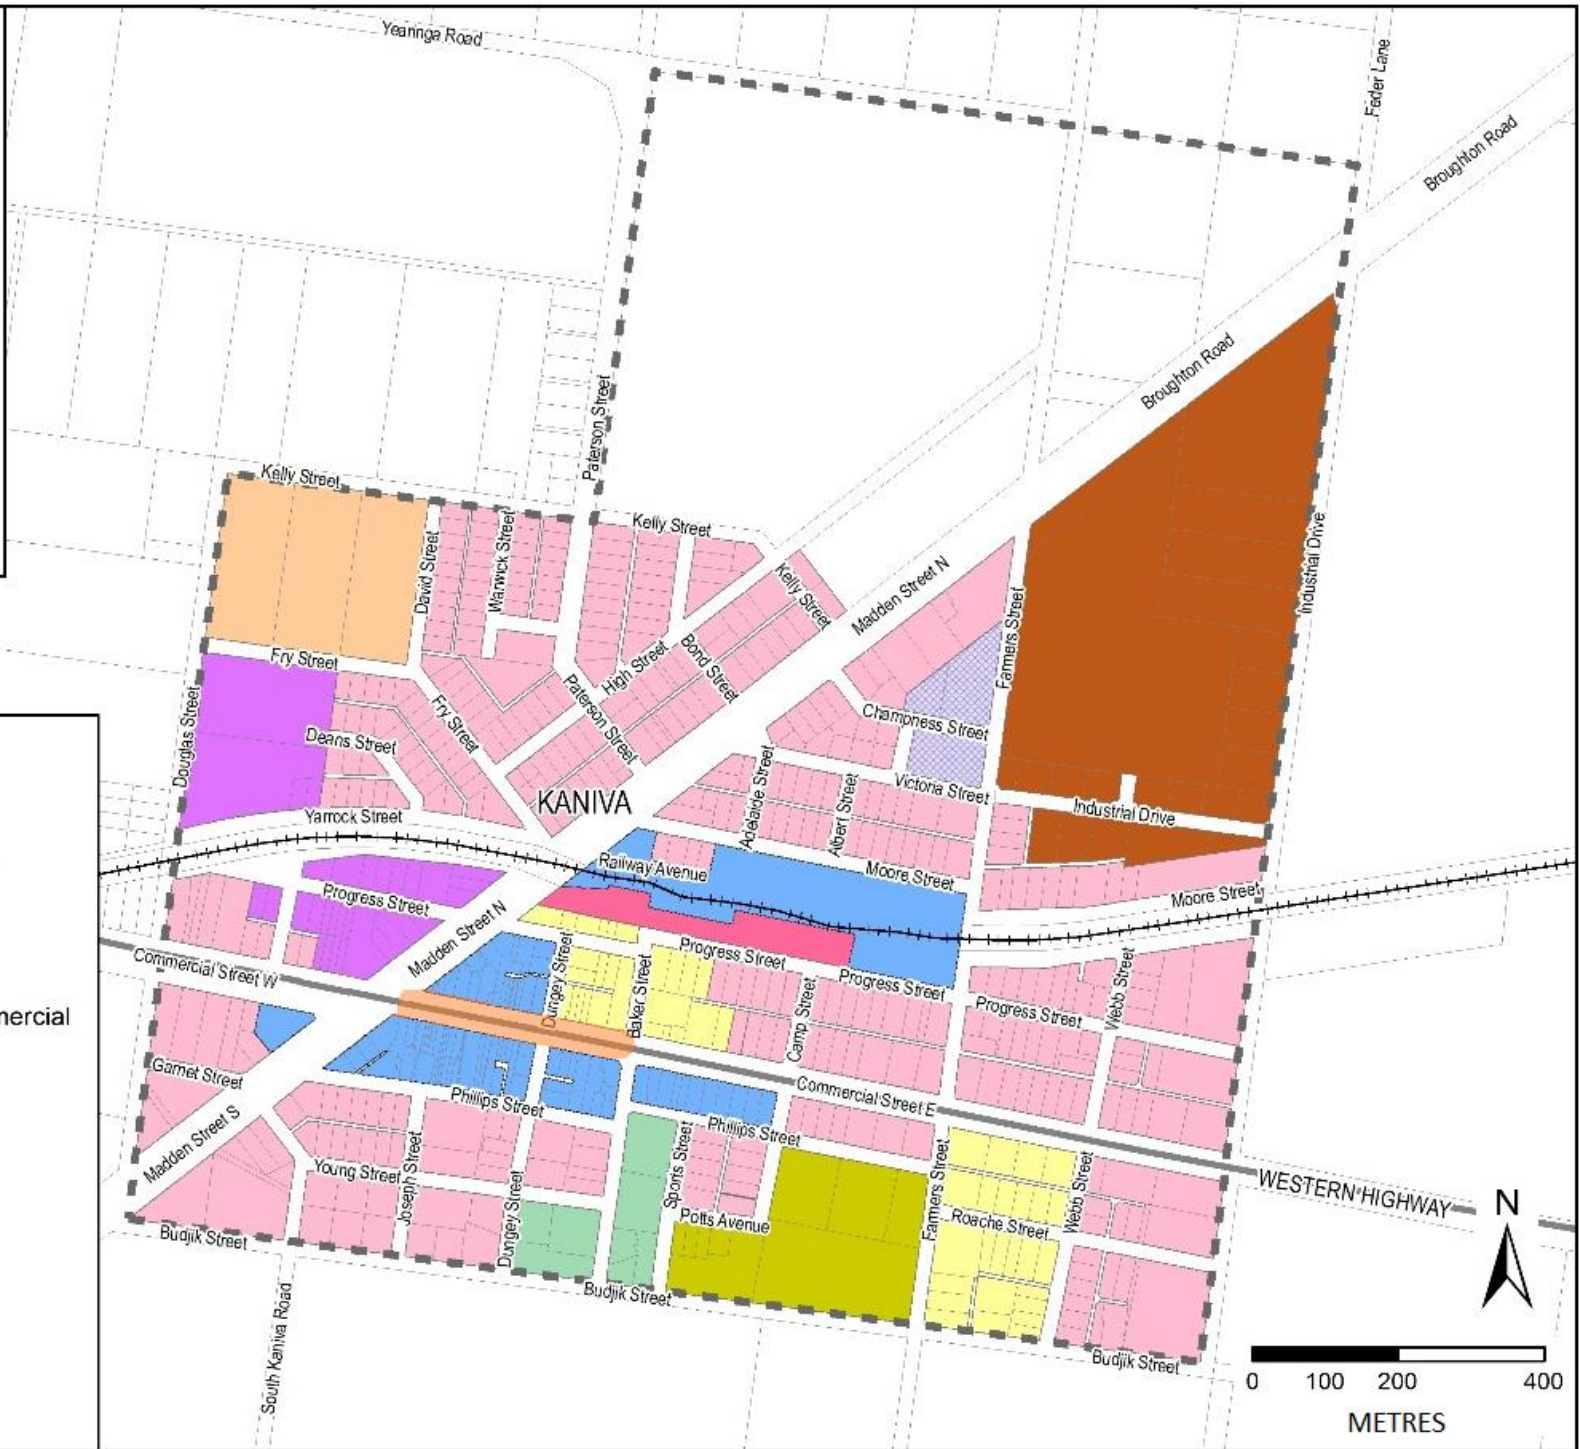 Yearinga Road
Feder Lane
Broughton Road
Broughton Road
Paterson Street
Kelly Street
Kelly Street
David Street
Warwick Street
Kelly Street
Madden Street N
Industrial Drive
Farmers Street
Fry Street
High Street
Bond Street
Paterson Street
Douglas Street
Fry Street
Deans Street
Champness Street
Adelaide Street
Albert Street
Victoria Street
KANIVA
Industrial Drive
Yarrock Street
Railway Avenue
Moore Street
Moore Street
Progress Street
Madden Street N
Progress Street
Progress Street
Progress Street
Commercial Street W
Dungey Street
Baker Street
Camp Street
Webb Street
mercial
Garnet Street
Commercial Street E
Phillips Street
Phillips Street
Madden Street S
Young Street
Joseph Street
Dungey Street
Sports Street
Potts Avenue
Farmers Street
Roache Street
Webb Street
WESTERN HIGHWAY
N
Budjik Street
Budjik Street
Budjik Street
South Kaniva Road
0 100 200 400
METRES